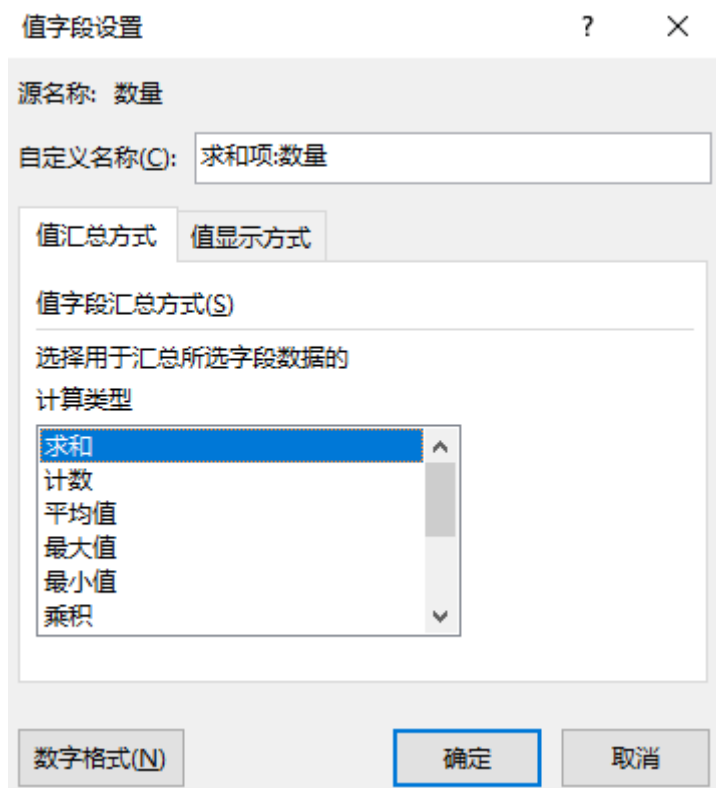 值字段设置 ?
源名称: 数量
自定义名称(C): 求和项:数量
值汇总方式 值显示方式
值字段汇总方式(S)
选择用于汇总所选字段数据的
计算类型
求和
计数
平均值
最大值
最小值
乘积
数字格式(N) 确定 取消